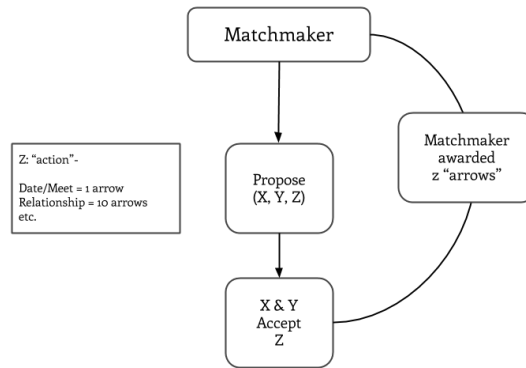 Matchmaker
Z: “action”-
Date/Meet = 1 arrow
Relationship = 10 arrows
etc.
Propose
(X, Y, Z)
Matchmaker
awarded
z “arrows”
X & Y
Accept
Z